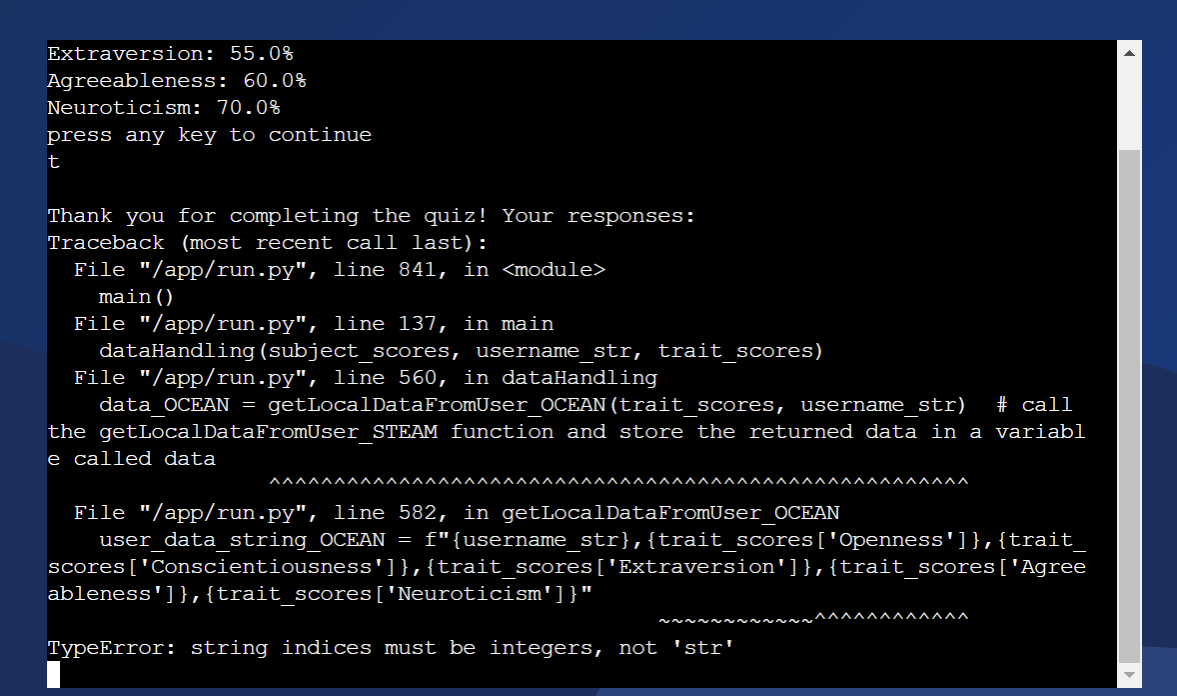 Extraversion: 55.0%
Agreeableness: 60.0%
Neuroticism: 70.0%
press any key to continue
t
Thank you for completing the quiz! Your responses:
Traceback (most recent call last):
  File "/app/run.py", line 841, in <module>
    main()
  File "/app/run.py", line 137, in main
    dataHandling(subject_scores, username_str, trait_scores)
  File "/app/run.py", line 560, in dataHandling
    data_OCEAN = getLocalDataFromUser_OCEAN(trait_scores, username_str)  # call
the getLocalDataFromUser_STEAM function and store the returned data in a variabl
e called data
                 ^^^^^^^^^^^^^^^^^^^^^^^^^^^^^^^^^^^^^^^^^^^^^^^^^^^^^^
  File "/app/run.py", line 582, in getLocalDataFromUser_OCEAN
    user_data_string_OCEAN = f"{username_str},{trait_scores['Openness']},{trait_
scores['Conscientiousness']},{trait_scores['Extraversion']},{trait_scores['Agree
ableness']},{trait_scores['Neuroticism']}"
                                               ~~~~~~~~~~~~^^^^^^^^^^^^
TypeError: string indices must be integers, not 'str'